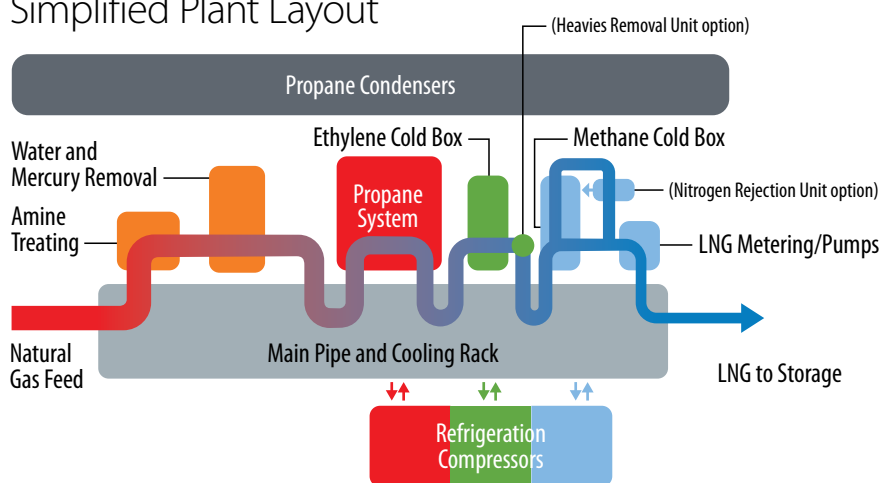 Simplified Plant Layout
(Heavies Removal Unit option)
Propane Condensers
Water and
Mercury Removal
Ethylene Cold Box
Methane Cold Box
Propane
System
(Nitrogen Rejection Unit option)
Amine
Treating
LNG Metering/Pumps
Natural
Gas Feed
Main Pipe and Cooling Rack
LNG to Storage
Refrigeration
Compressors